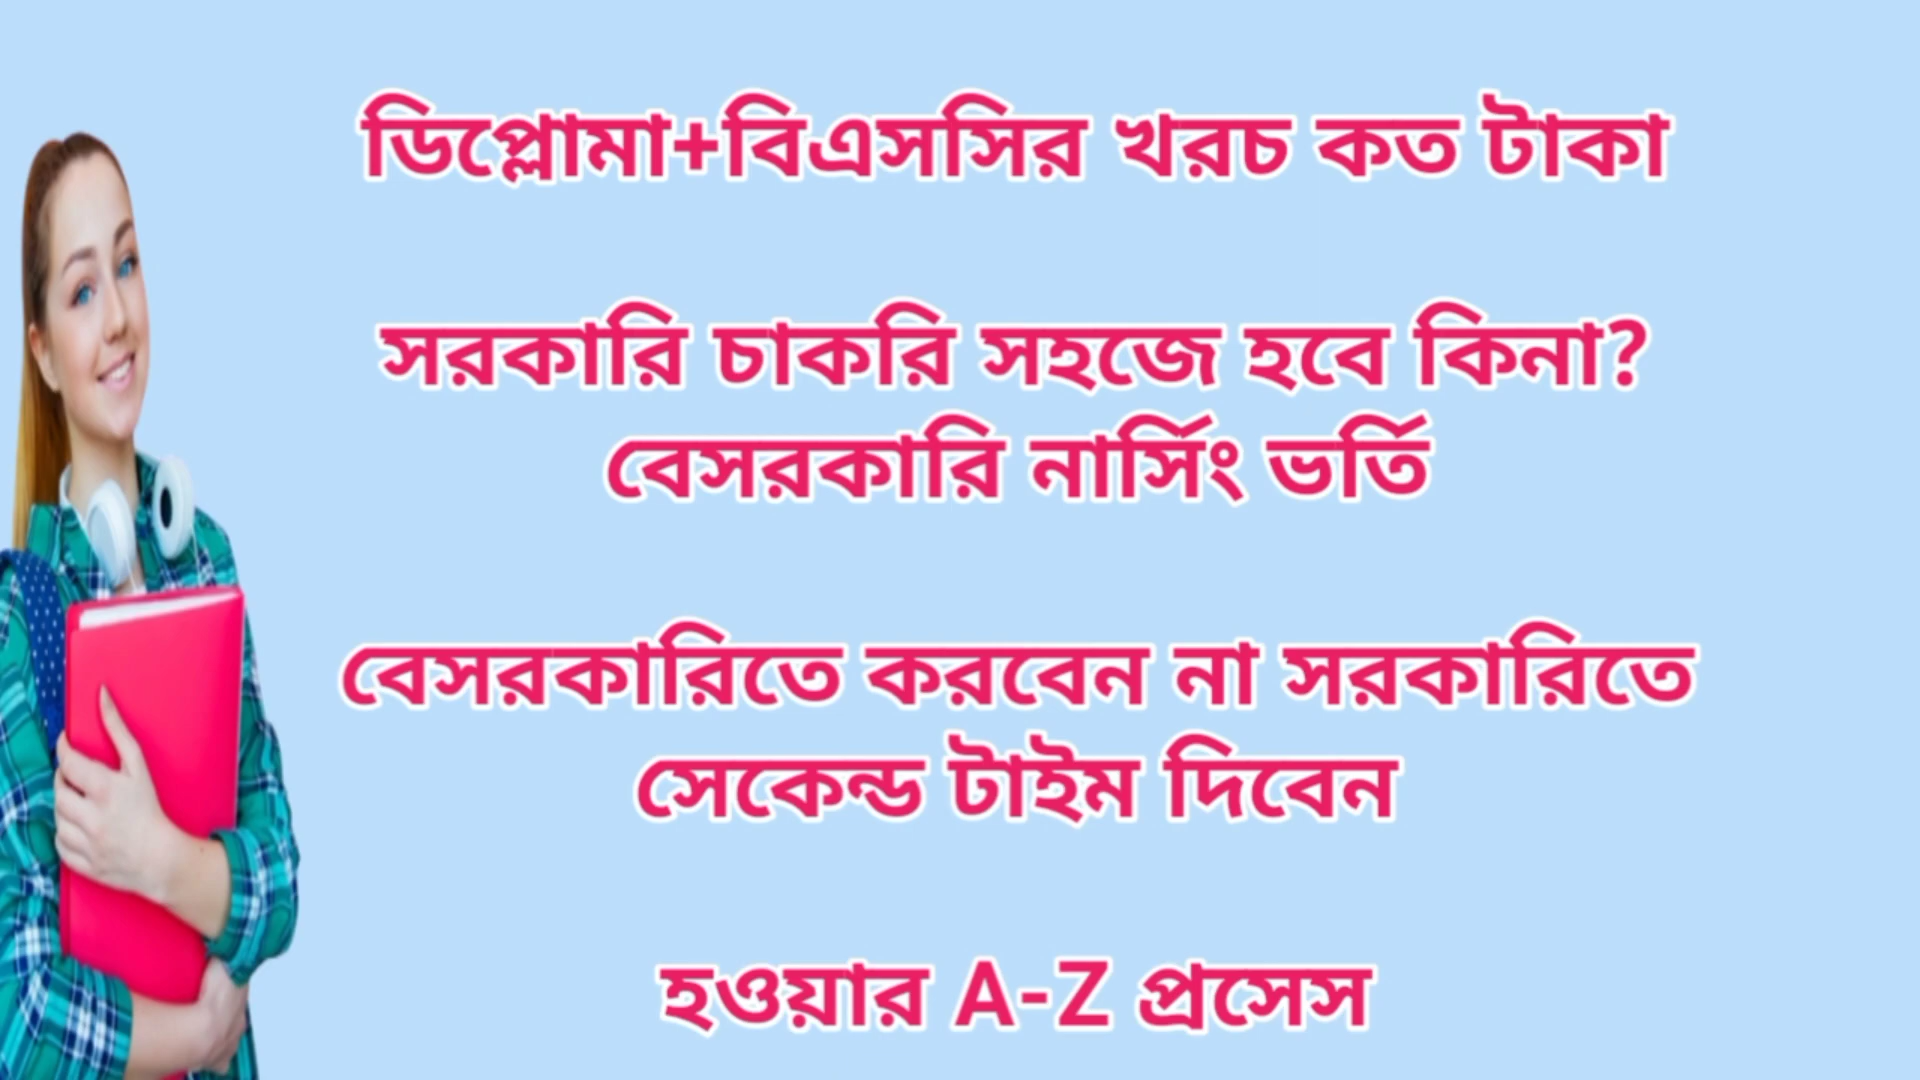 ডিপ্লোমা+বিএসসির খরচ কত টাকা
সরকারি চাকরি সহজে হবে কিনা?
বেসরকারি নার্সিং ভর্তি
বেসরকারিতে করবেন না সরকারিতে
সেকেন্ড টাইম দিবেন
হওয়ার A-Z প্রসেস